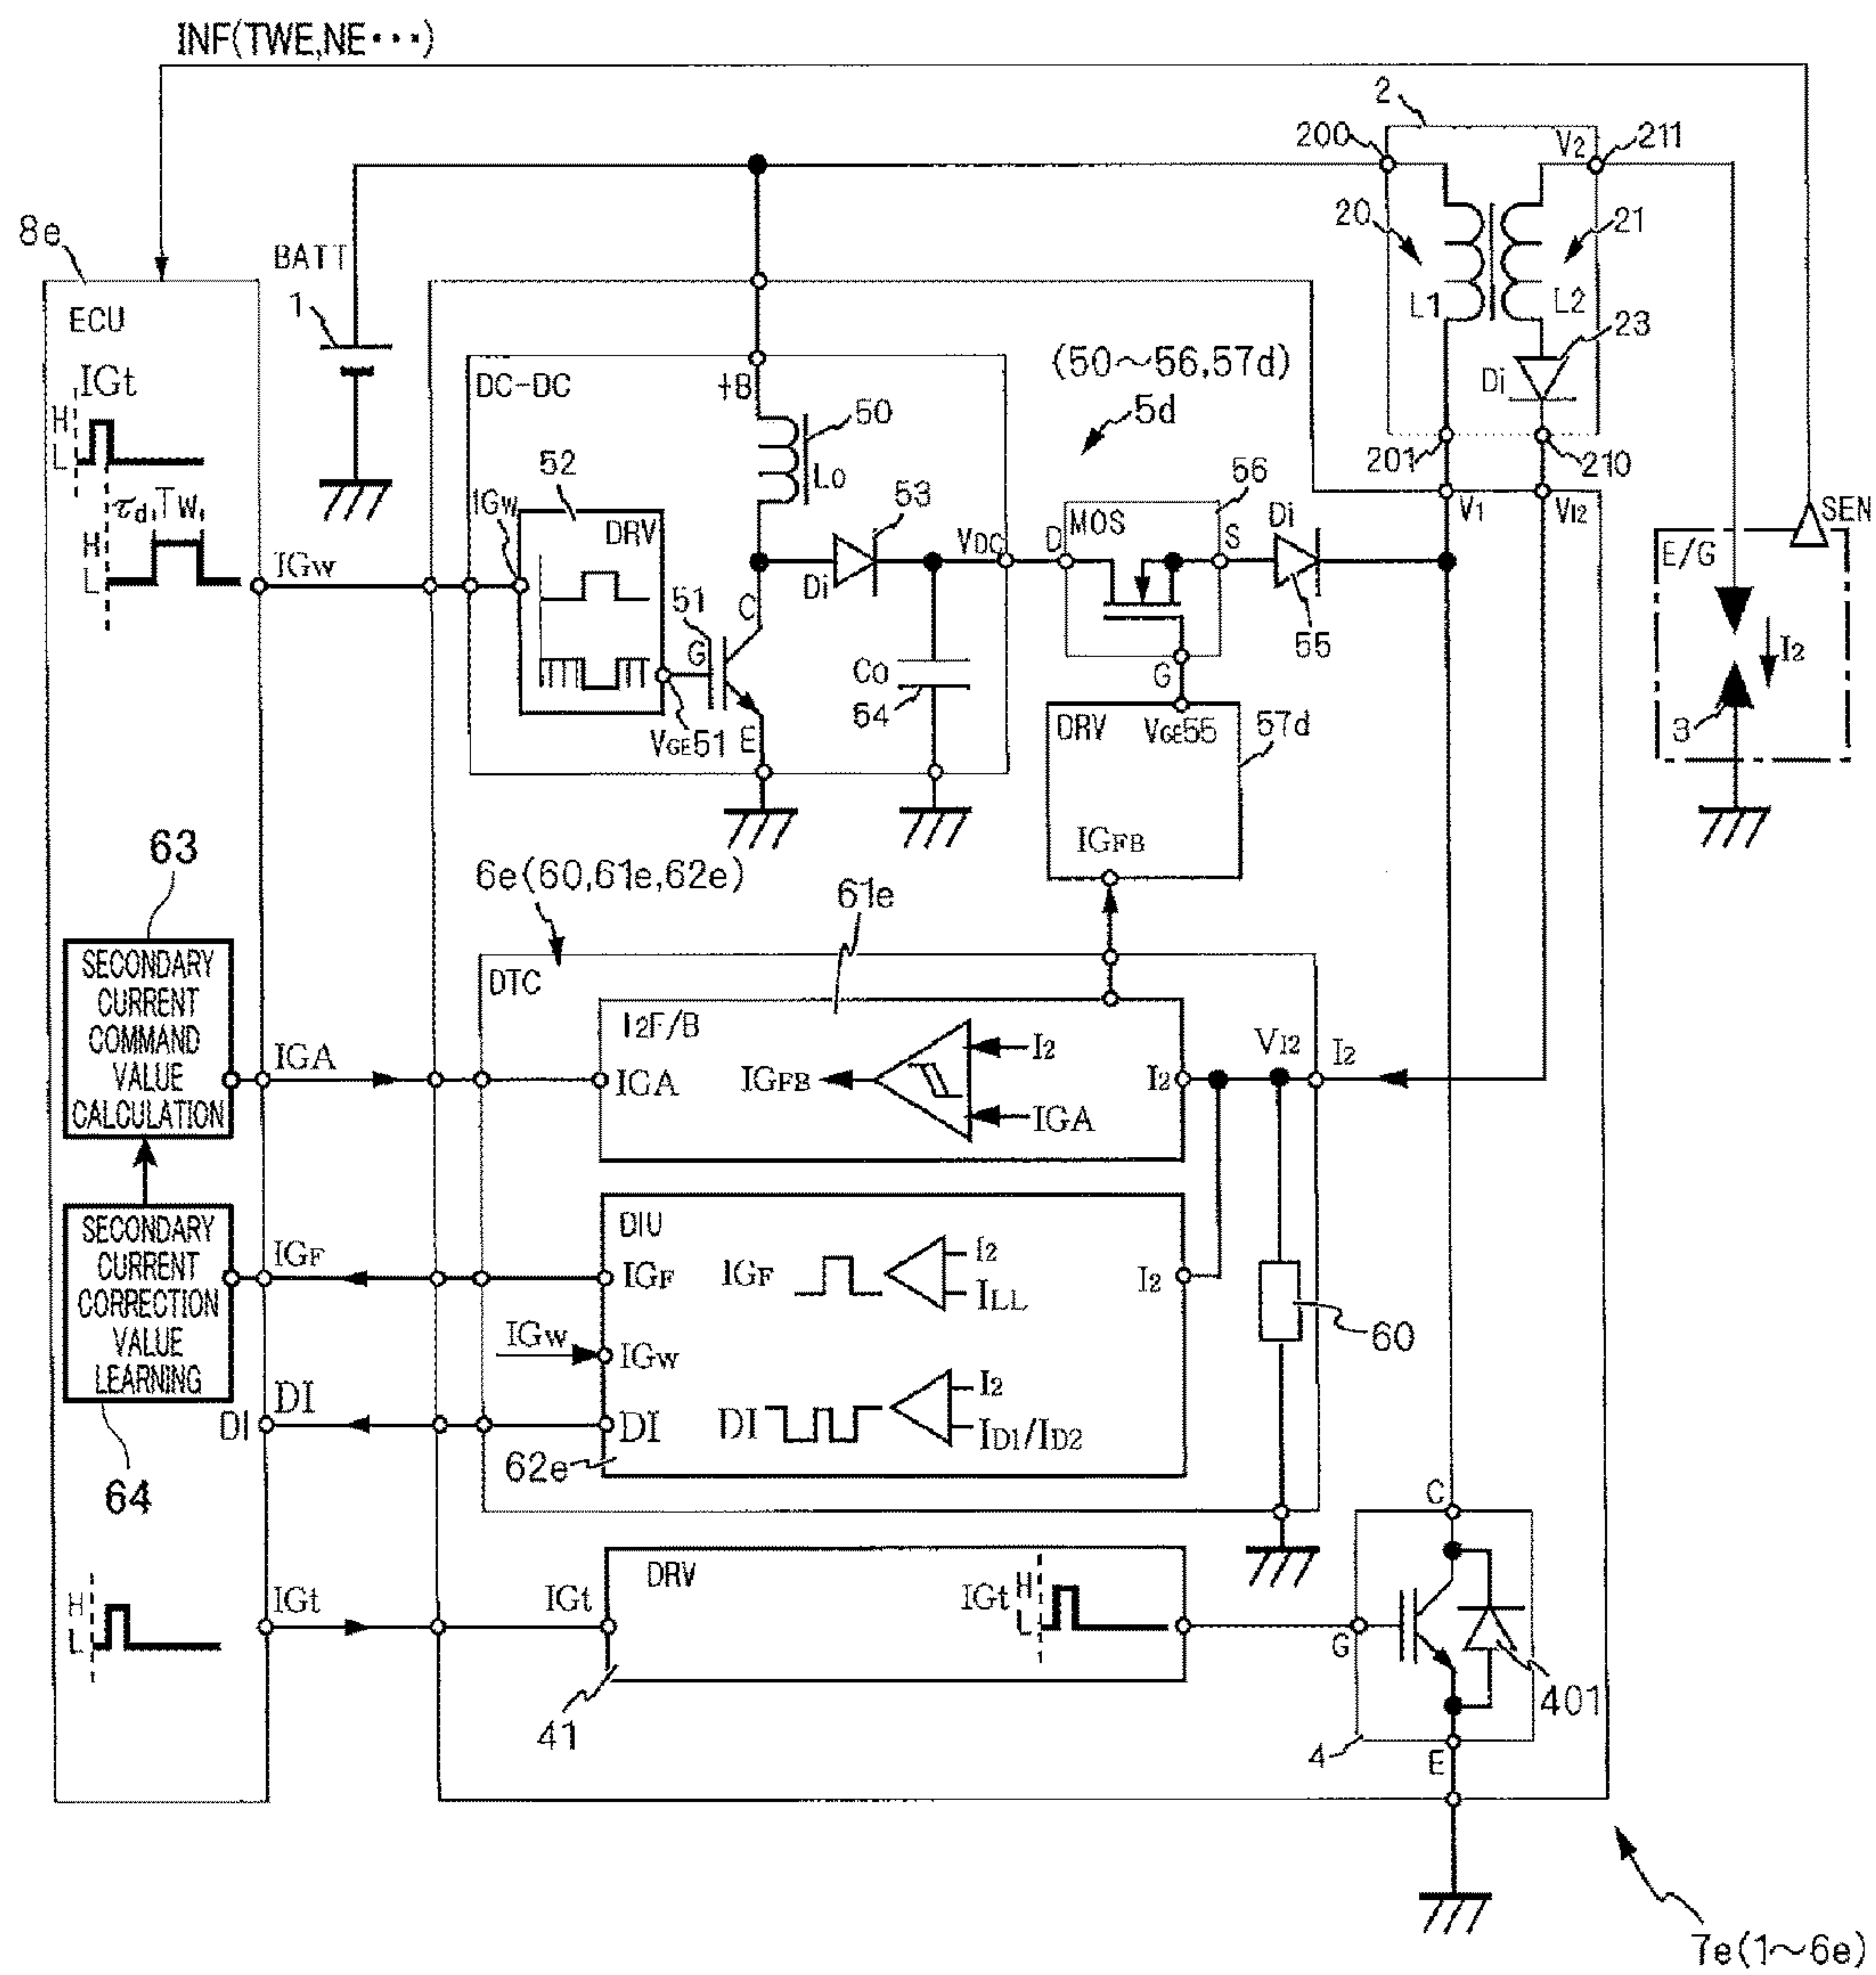 INF(TWE,NE･･･)
2
200
V2
211
20
21
L1
L2
23
Di
201
210
V1
VI2
8e
ECU
IGt
H
L
τd
Tw
H
L
IGw
BATT
1
DC-DC
+B
50
Lo
52
IGw
DRV
51
G
C
E
VGE51
53
Di
VDC
Co
54
(50～56,57d)
5d
56
MOS
D
S
G
Di
55
DRV
VGE55
57d
IGFB
SEN
E/G
I2
3
63
SECONDARY
CURRENT
COMMAND
VALUE
CALCULATION
IGA
6e(60,61e,62e)
61e
DTC
I2F/B
IGA
IGFB
I2
IGA
I2
VI2
I2
SECONDARY
CURRENT
CORRECTION
VALUE
LEARNING
64
IGF
DIU
IGF
IGF
I2
ILL
I2
60
IGw
IGw
DI
DI
DI
DI
I2
ID1/ID2
62e
H
L
IGt
IGt
DRV
IGt
H
L
41
C
G
E
4
401
7e(1～6e)